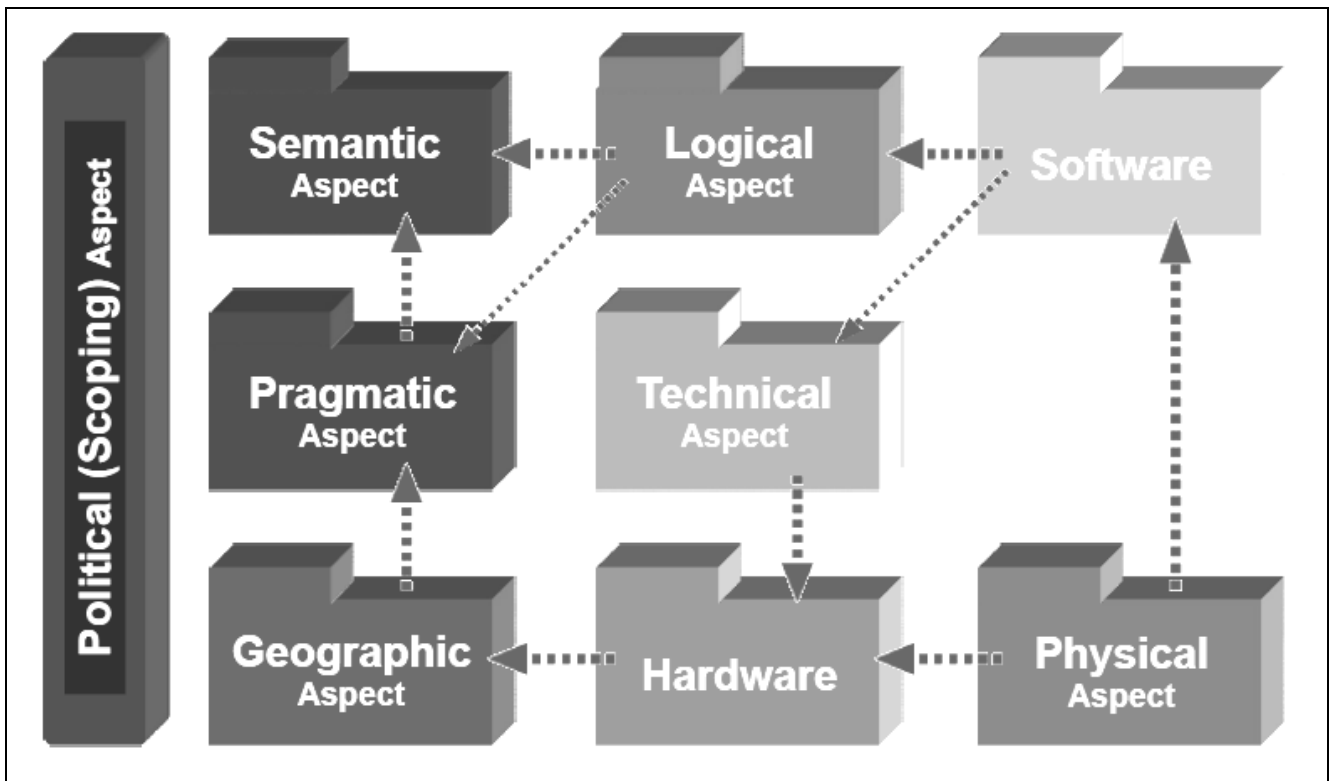 Political (Scoping) Aspect
Semantic
Aspect
Logical
Aspect
Software
Pragmatic
Aspect
Technical
Aspect
Geographic
Aspect
Hardware
Physical
Aspect